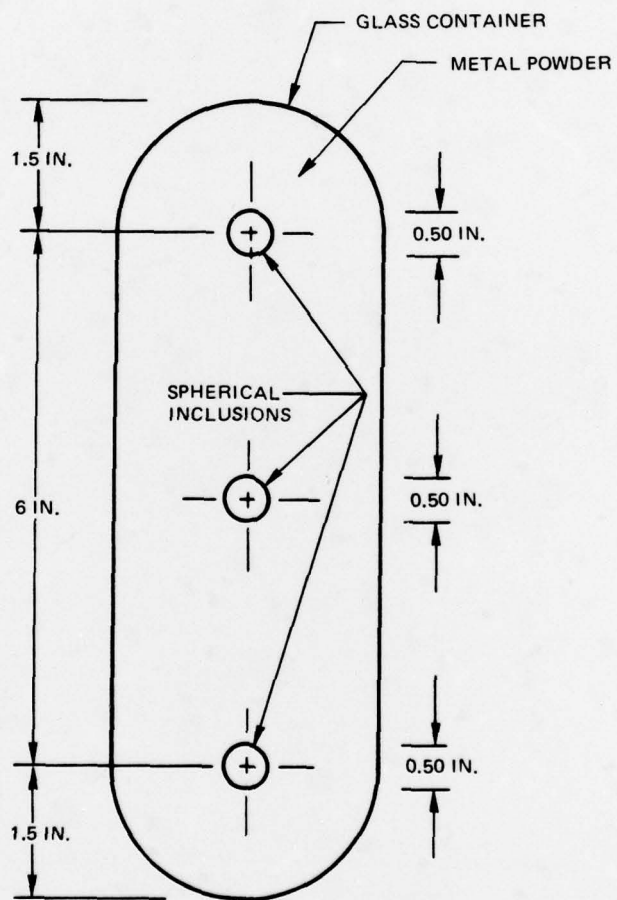 GLASS CONTAINER
METAL POWDER
1.5 IN.
0.50 IN.
SPHERICAL
INCLUSIONS
6 IN.
0.50 IN.
0.50 IN.
1.5 IN.